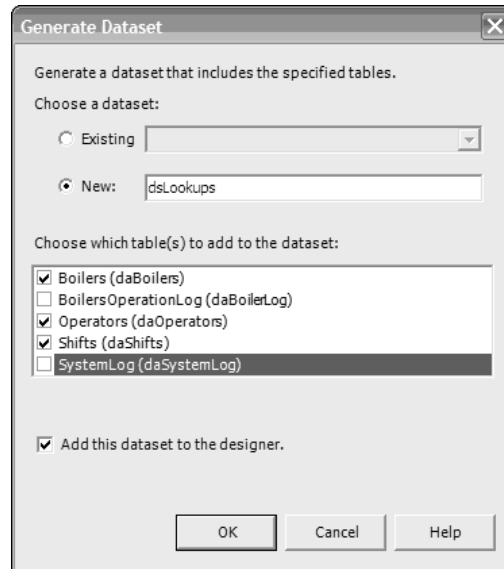 Generate Dataset
Generate a dataset that includes the specified tables.
Choose a dataset:
Existing
New: dsLookups
Choose which table(s) to add to the dataset:
Boilers (daBoilers)
BoilersOperationLog (daBoilerLog)
Operators (daOperators)
Shifts (daShifts)
SystemLog (daSystemLog)
Add this dataset to the designer.
OK Cancel Help